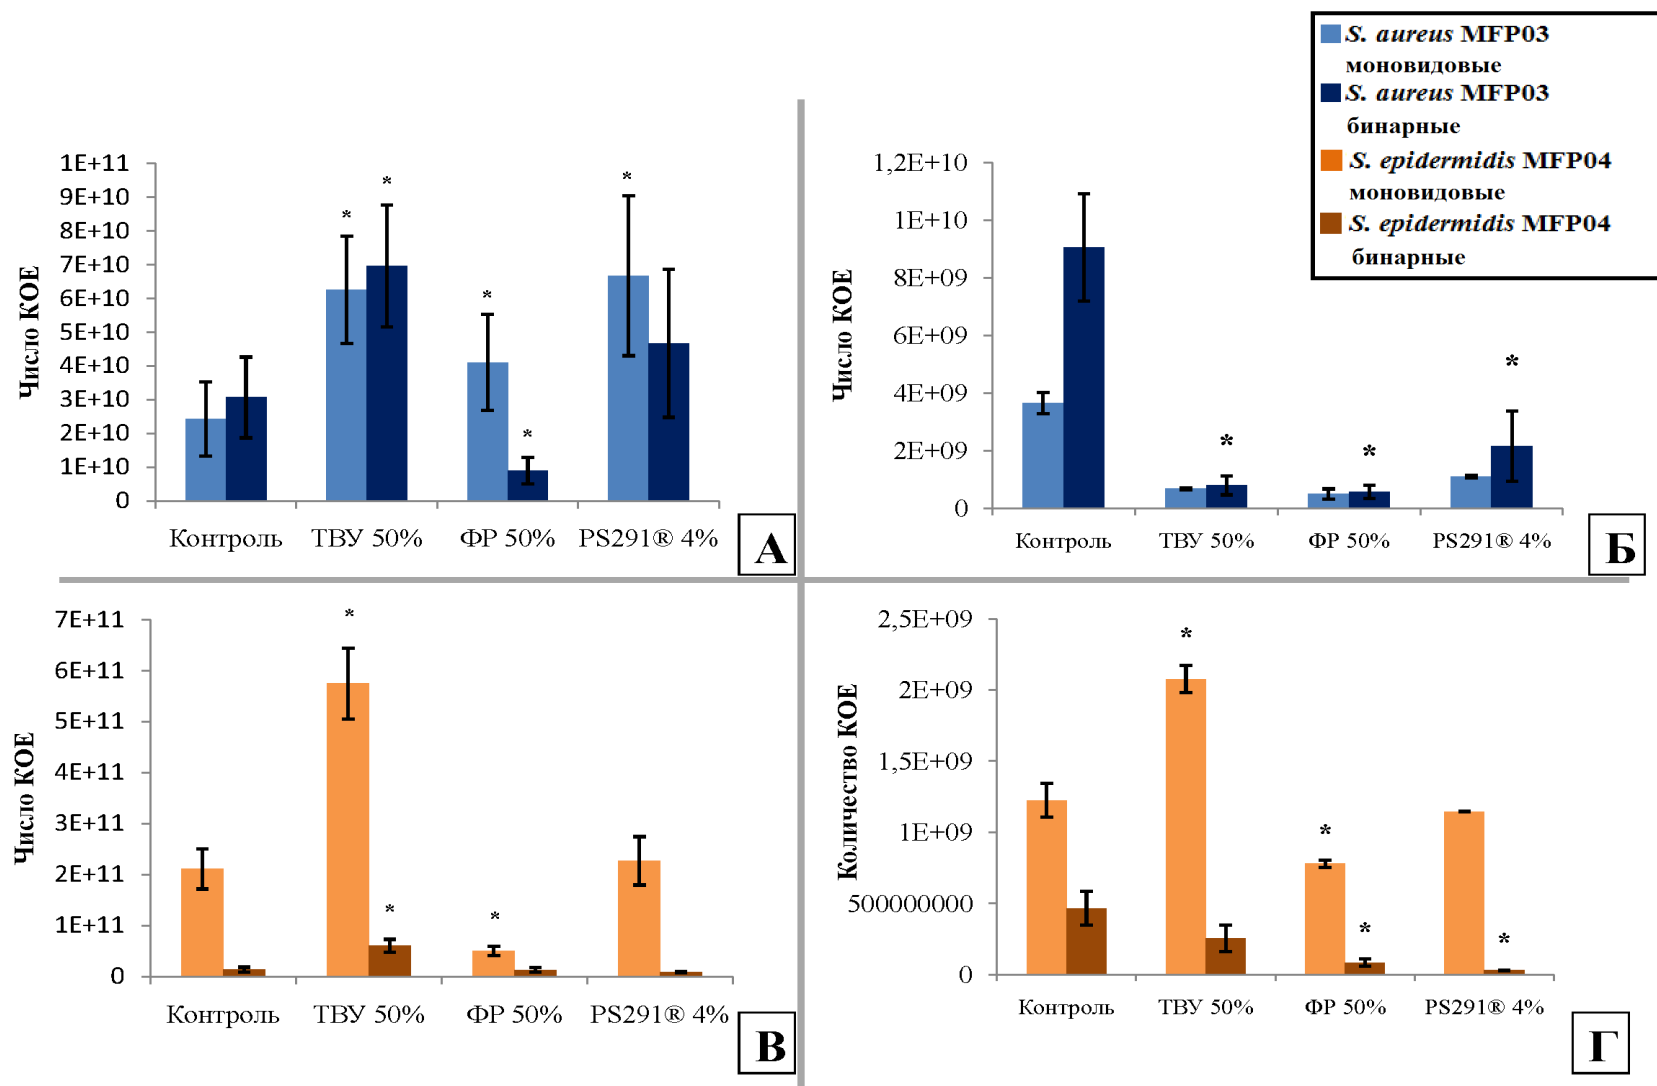 S. aureus MFP03
моновидовые
S. aureus MFP03
бинарные
S. epidermidis MFP04
моновидовые
S. epidermidis MFP04
бинарные
Число КОЕ
1E+11
9E+10
8E+10
7E+10
6E+10
5E+10
4E+10
3E+10
2E+10
1E+10
0
* * * * *
Контроль ТВУ 50% ФР 50% PS291® 4%
А
Число КОЕ
1,2E+10
1E+10
8E+09
6E+09
4E+09
2E+09
0
* * *
Контроль ТВУ 50% ФР 50% PS291® 4%
Б
Число КОЕ
7E+11
6E+11
5E+11
4E+11
3E+11
2E+11
1E+11
0
* * *
Контроль ТВУ 50% ФР 50% PS291® 4%
В
Количество КОЕ
2,5E+09
2E+09
1,5E+09
1E+09
500000000
0
* * * *
Контроль ТВУ 50% ФР 50% PS291® 4%
Г